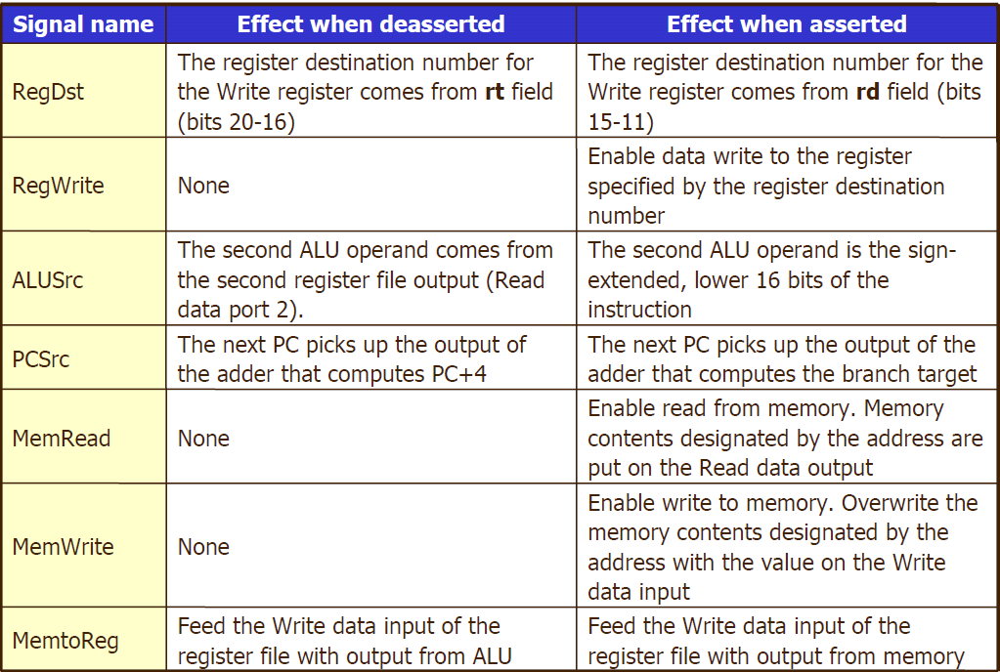 Signal name Effect when deasserted Effect when asserted
RegDst
The register destination number for
the Write register comes from rt field
(bits 20-16)
The register destination number for the
Write register comes from rd field (bits
15-11)
RegWrite
None
Enable data write to the register
specified by the register destination
number
ALUSrc
The second ALU operand comes from
the second register file output (Read
data port 2).
The second ALU operand is the sign-
extended, lower 16 bits of the
instruction
PCSrc
The next PC picks up the output of
the adder that computes PC+4
The next PC picks up the output of the
adder that computes the branch target
MemRead
None
Enable read from memory. Memory
contents designated by the address are
put on the Read data output
MemWrite
None
Enable write to memory. Overwrite the
memory contents designated by the
address with the value on the Write
data input
MemtoReg
Feed the Write data input of the
register file with output from ALU
Feed the Write data input of the
register file with output from memory